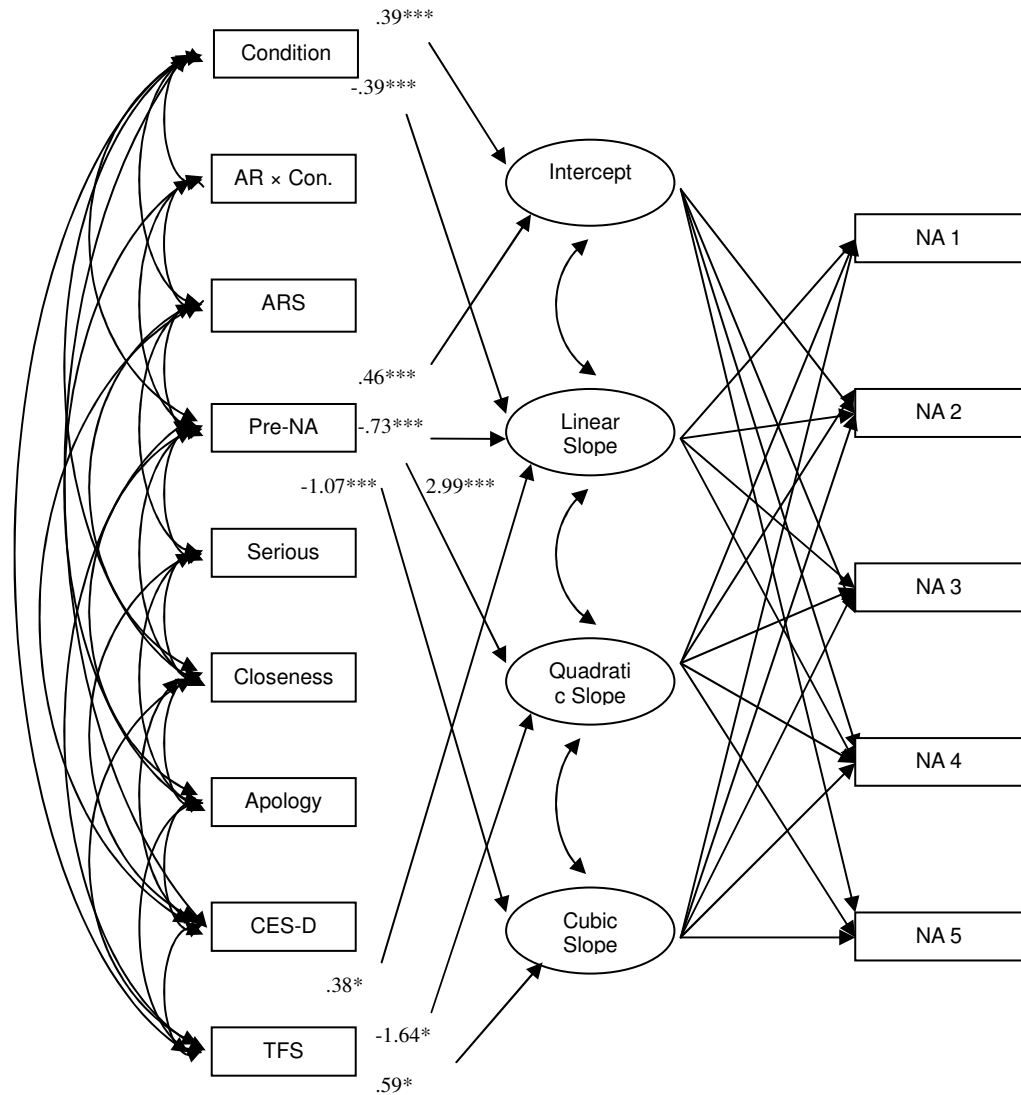 Condition
AR × Con.
ARS
Pre-NA
Serious
Closeness
Apology
CES-D
TFS
.39***
-.39***
.46***
-.73***
-1.07***
2.99***
.38*
-1.64*
.59*
Intercept
Linear
Slope
Quadrati
c Slope
Cubic
Slope
NA 1
NA 2
NA 3
NA 4
NA 5